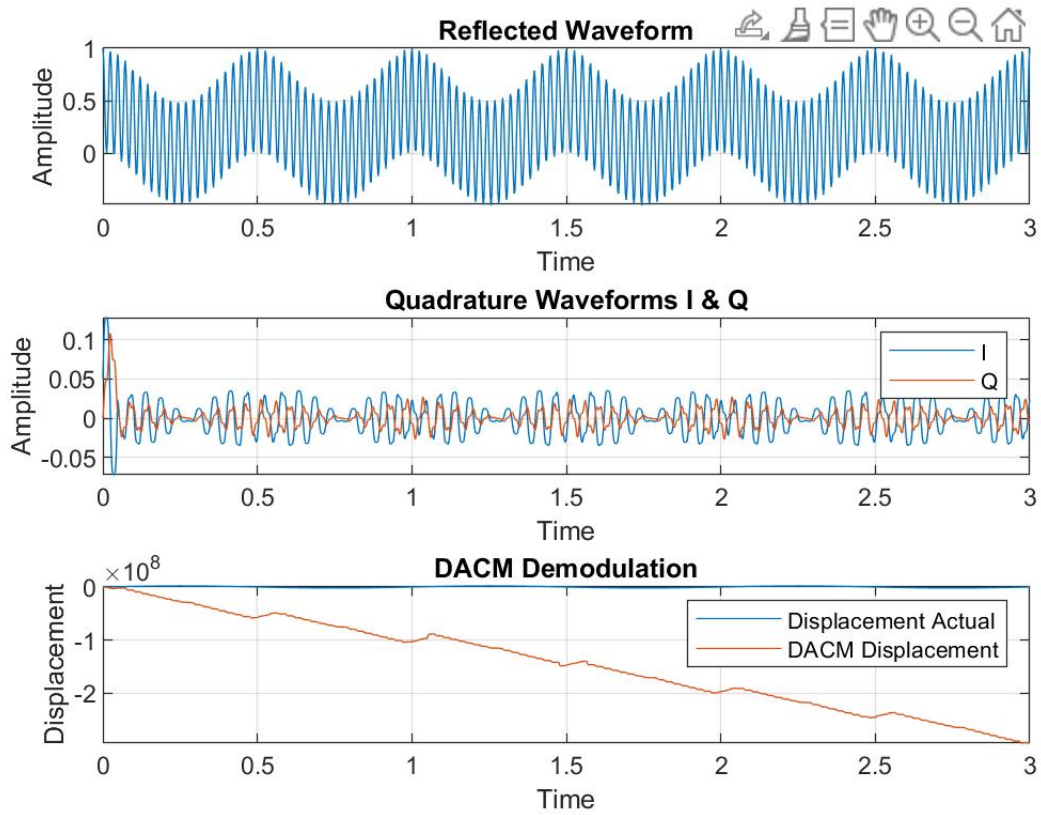 Reflected Waveform
1
0.5
0
Amplitude
0 0.5 1 1.5 2 2.5 3
Time
Quadrature Waveforms I & Q
0.1
0.05
0
-0.05
Amplitude
I
Q
0 0.5 1 1.5 2 2.5 3
Time
×10⁸
DACM Demodulation
0
-1
-2
Displacement
Displacement Actual
DACM Displacement
0 0.5 1 1.5 2 2.5 3
Time